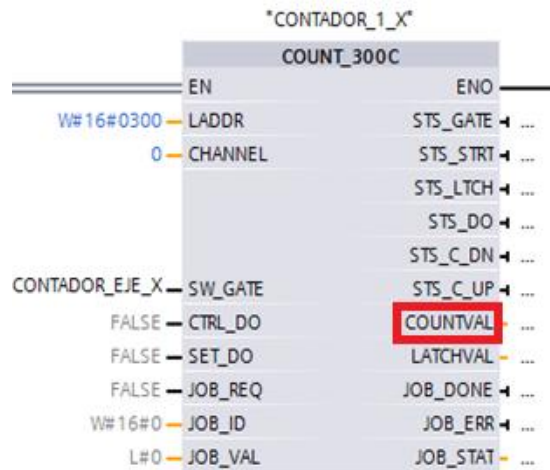 "CONTADOR_1_X"
COUNT_300C
EN ENO
W#16#0300 LADDR STS_GATE ...
0 CHANNEL STS_STRT ...
STS_LTCH ...
STS_DO ...
STS_C_DN ...
CONTADOR_EJE_X SW_GATE STS_C_UP ...
FALSE CTRL_DO COUNTVAL ...
FALSE SET_DO LATCHVAL ...
FALSE JOB_REQ JOB_DONE ...
W#16#0 JOB_ID JOB_ERR ...
L#0 JOB_VAL JOB_STAT ...